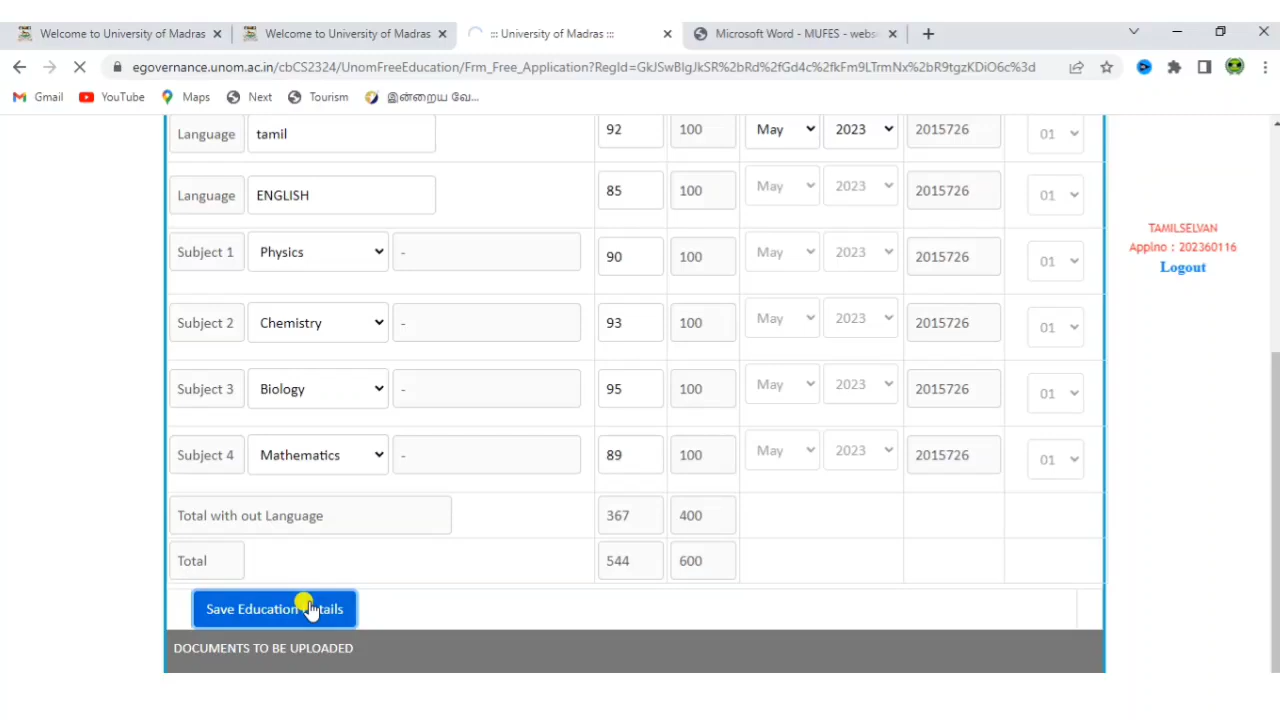 Welcome to University of Madras
Welcome to University of Madras
::: University of Madras :::
Microsoft Word - MUFES - webs
egovernance.unom.ac.in/cbCS2324/UnomFreeEducation/Frm_Free_Application?RegId=GkJSwBIgJkSR%2bRd%2fGd4c%2fkFm9LTrmNx%2bR9tgzKDiO6c%3d
Gmail YouTube Maps Next Tourism இன்றைய வே...
Language tamil 92 100 May 2023 2015726 01
Language ENGLISH 85 100 May 2023 2015726 01
Subject 1 Physics - 90 100 May 2023 2015726 01
Subject 2 Chemistry - 93 100 May 2023 2015726 01
Subject 3 Biology - 95 100 May 2023 2015726 01
Subject 4 Mathematics - 89 100 May 2023 2015726 01
Total with out Language 367 400
Total 544 600
Save Education Details
DOCUMENTS TO BE UPLOADED
TAMILSELVAN
Applno : 202360116
Logout